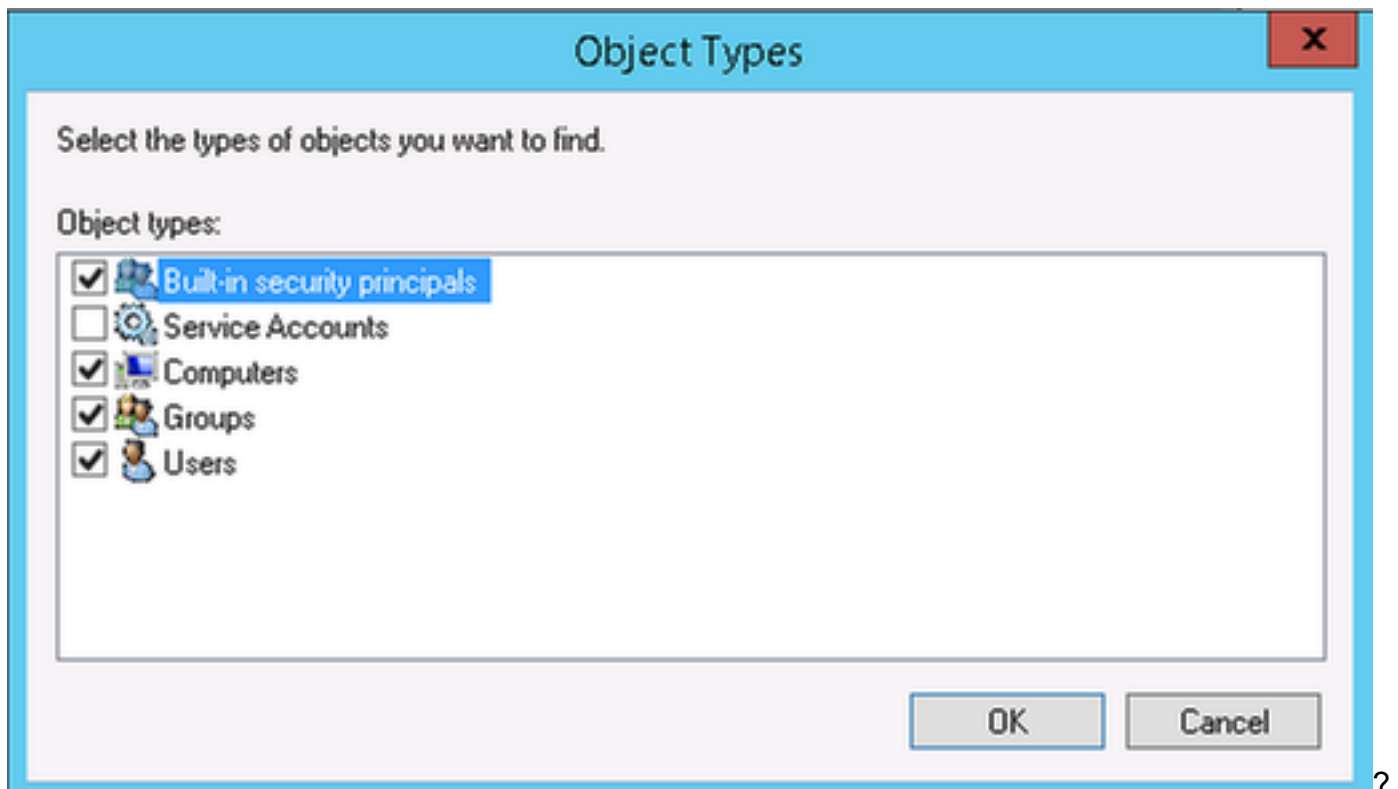 Object Types
x
Select the types of objects you want to find.
Object types:
Built-in security principals
Service Accounts
Computers
Groups
Users
OK Cancel
?